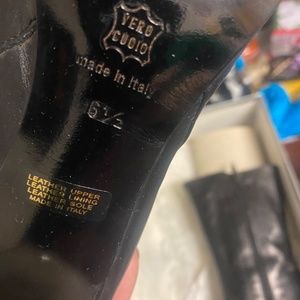 VERO
CUOIO
made in Italy
6½
LEATHER UPPER
LEATHER LINING
LEATHER SOLE
MADE IN ITALY